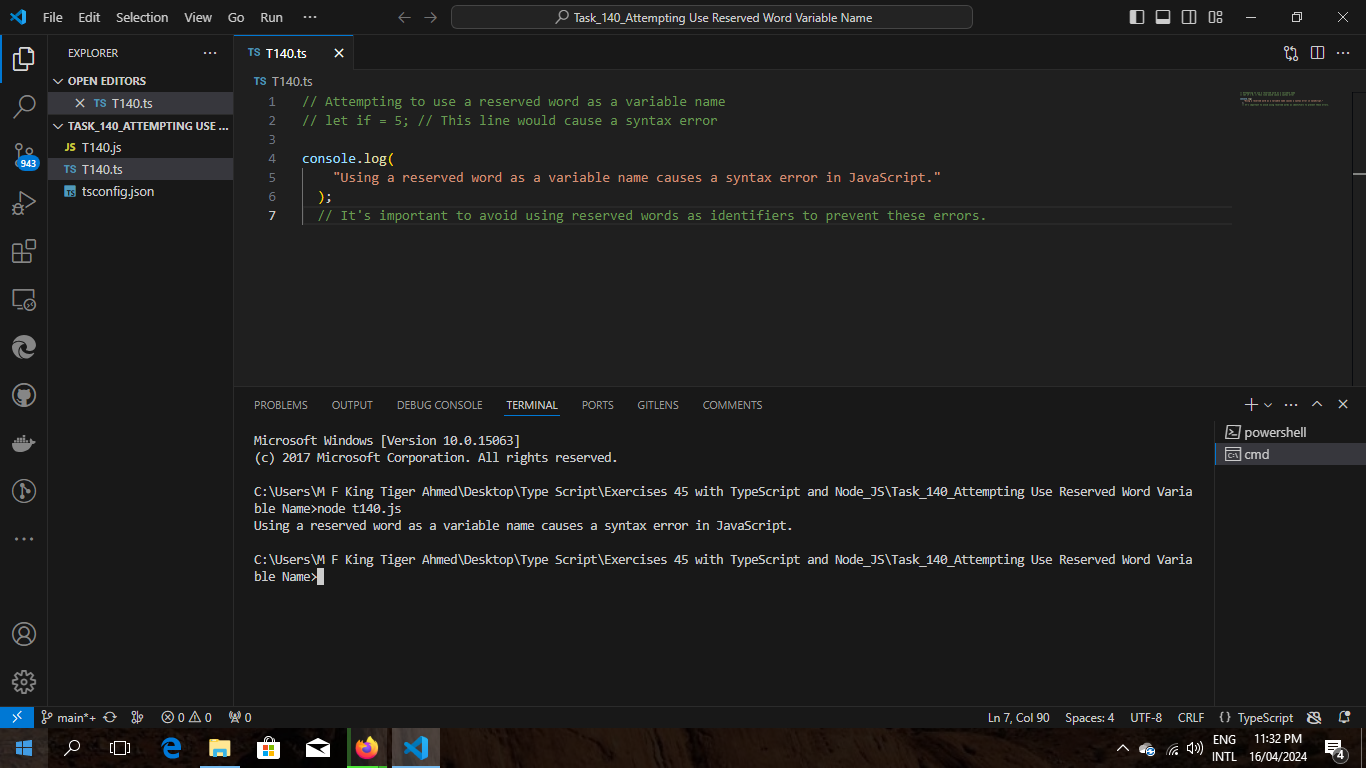 File Edit Selection View Go Run ···
Task_140_Attempting Use Reserved Word Variable Name
EXPLORER
OPEN EDITORS
TS T140.ts
TASK_140_ATTEMPTING USE ...
JS T140.js
TS T140.ts
TS tsconfig.json
943
TS T140.ts
TS T140.ts
1 // Attempting to use a reserved word as a variable name
2 // let if = 5; // This line would cause a syntax error
3
4 console.log(
5 "Using a reserved word as a variable name causes a syntax error in JavaScript."
6 );
7 // It's important to avoid using reserved words as identifiers to prevent these errors.
PROBLEMS OUTPUT DEBUG CONSOLE TERMINAL PORTS GITLENS COMMENTS
Microsoft Windows [Version 10.0.15063]
(c) 2017 Microsoft Corporation. All rights reserved.
C:\Users\M F King Tiger Ahmed\Desktop\Type Script\Exercises 45 with TypeScript and Node_JS\Task_140_Attempting Use Reserved Word Varia
ble Name>node t140.js
Using a reserved word as a variable name causes a syntax error in JavaScript.
C:\Users\M F King Tiger Ahmed\Desktop\Type Script\Exercises 45 with TypeScript and Node_JS\Task_140_Attempting Use Reserved Word Varia
ble Name>
powershell
cmd
main*+ 0 0 0 Ln 7, Col 90 Spaces: 4 UTF-8 CRLF {} TypeScript
ENG 11:32 PM
INTL 16/04/2024 4